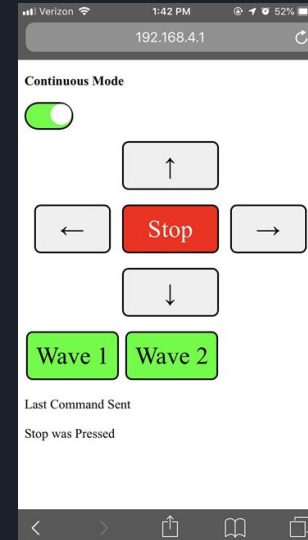 Verizon 1:42 PM 52%
192.168.4.1
Continuous Mode
↑
← Stop →
↓
Wave 1 Wave 2
Last Command Sent
Stop was Pressed